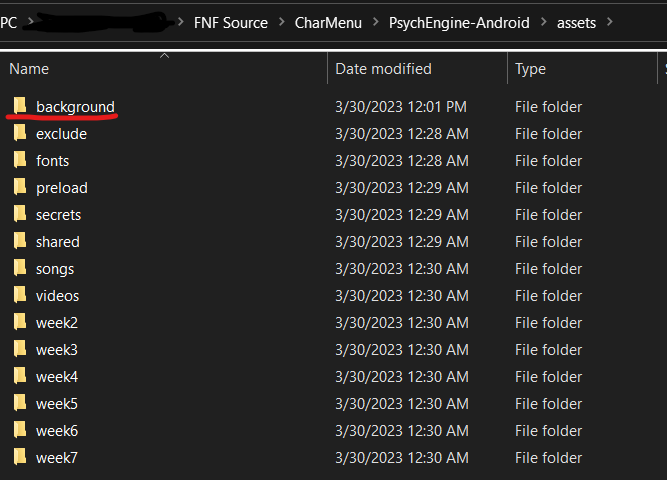 PC > FNF Source > CharMenu > PsychEngine-Android > assets >
Name Date modified Type
background 3/30/2023 12:01 PM File folder
exclude 3/30/2023 12:28 AM File folder
fonts 3/30/2023 12:28 AM File folder
preload 3/30/2023 12:29 AM File folder
secrets 3/30/2023 12:29 AM File folder
shared 3/30/2023 12:29 AM File folder
songs 3/30/2023 12:30 AM File folder
videos 3/30/2023 12:30 AM File folder
week2 3/30/2023 12:30 AM File folder
week3 3/30/2023 12:30 AM File folder
week4 3/30/2023 12:30 AM File folder
week5 3/30/2023 12:30 AM File folder
week6 3/30/2023 12:30 AM File folder
week7 3/30/2023 12:30 AM File folder